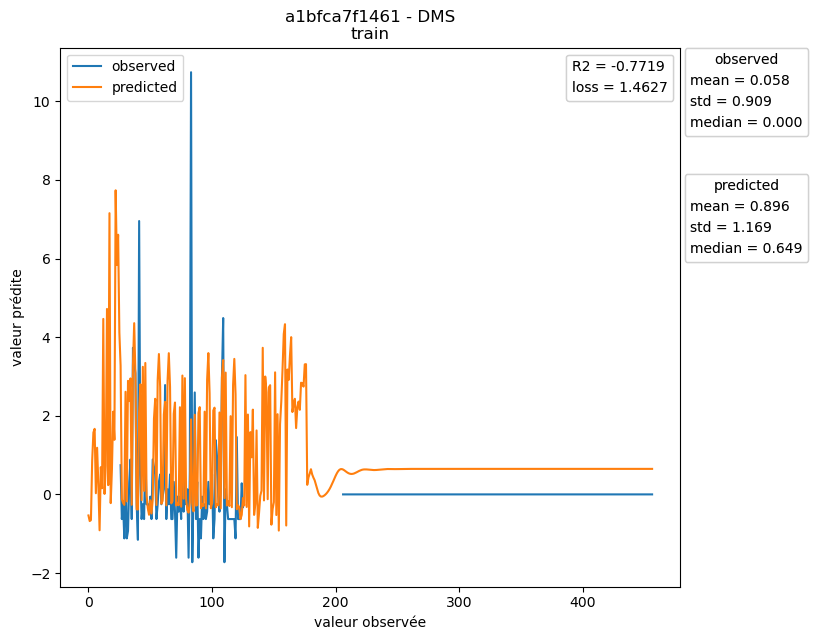 a1bfca7f1461 - DMS
train
observed
predicted
R2 = -0.7719
loss = 1.4627
observed
mean = 0.058
std = 0.909
median = 0.000
predicted
mean = 0.896
std = 1.169
median = 0.649
valeur prédite
10
8
6
4
2
0
−2
0
100
200
300
400
valeur observée